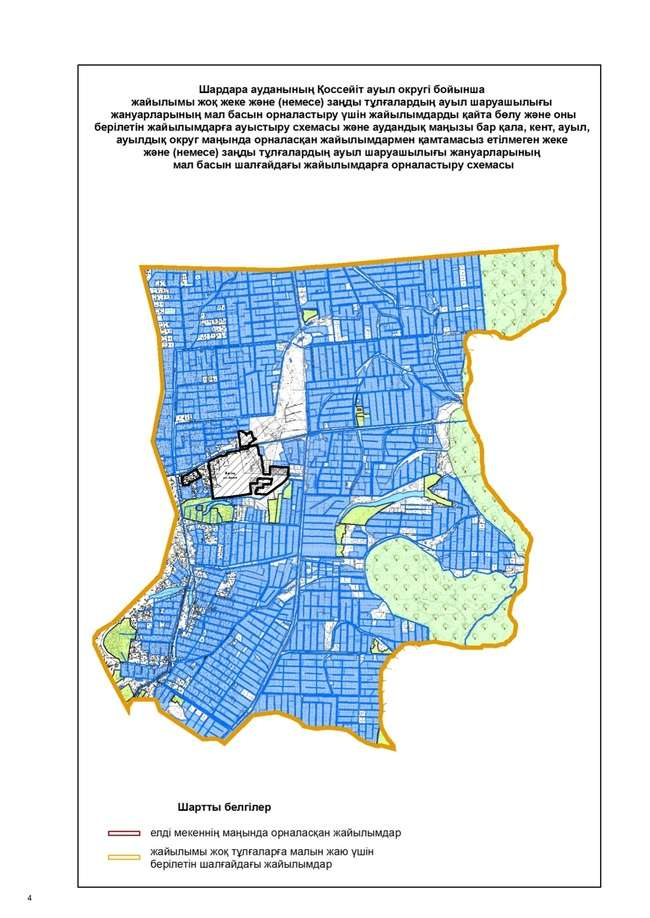 Шардара ауданының Қоссейіт ауыл округі бойынша
жайылымы жоқ жеке және (немесе) заңды тұлғалардың ауыл шаруашылығы
жануарларының мал басын орналастыру үшін жайылымдарды қайта бөлу және оны
берілетін жайылымдарға ауыстыру схемасы және аудандық маңызы бар қала, кент, ауыл,
ауылдық округ маңында орналасқан жайылымдармен қамтамасыз етілмеген жеке
және (немесе) заңды тұлғалардың ауыл шаруашылығы жануарларының
мал басын шалғайдағы жайылымдарға орналастыру схемасы
Шартты белгілер
елді мекеннің маңында орналасқан жайылымдар
жайылымы жоқ тұлғаларға малын жаю үшін
берілетін шалғайдағы жайылымдар
4